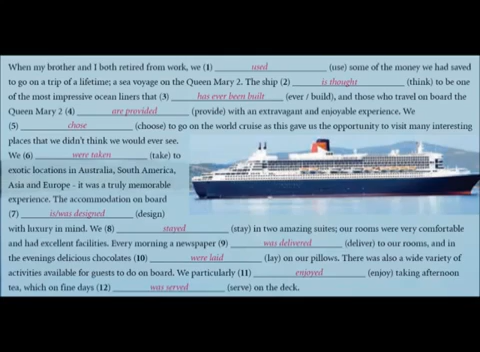 When my brother and I both retired from work, we (1) used (use) some of the money we had saved
to go on a trip of a lifetime; a sea voyage on the Queen Mary 2. The ship (2) is thought (think) to be one
of the most impressive ocean liners that (3) has ever been built (ever / build), and those who travel on board the
Queen Mary 2 (4) are provided (provide) with an extravagant and enjoyable experience. We
(5) chose (choose) to go on the world cruise as this gave us the opportunity to visit many interesting
places that we didn't think we would ever see.
We (6) were taken (take) to
exotic locations in Australia, South America,
Asia and Europe - it was a truly memorable
experience. The accommodation on board
(7) is/was designed (design)
with luxury in mind. We (8) stayed (stay) in two amazing suites; our rooms were very comfortable
and had excellent facilities. Every morning a newspaper (9) was delivered (deliver) to our rooms, and in
the evenings delicious chocolates (10) were laid (lay) on our pillows. There was also a wide variety of
activities available for guests to do on board. We particularly (11) enjoyed (enjoy) taking afternoon
tea, which on fine days (12) was served (serve) on the deck.